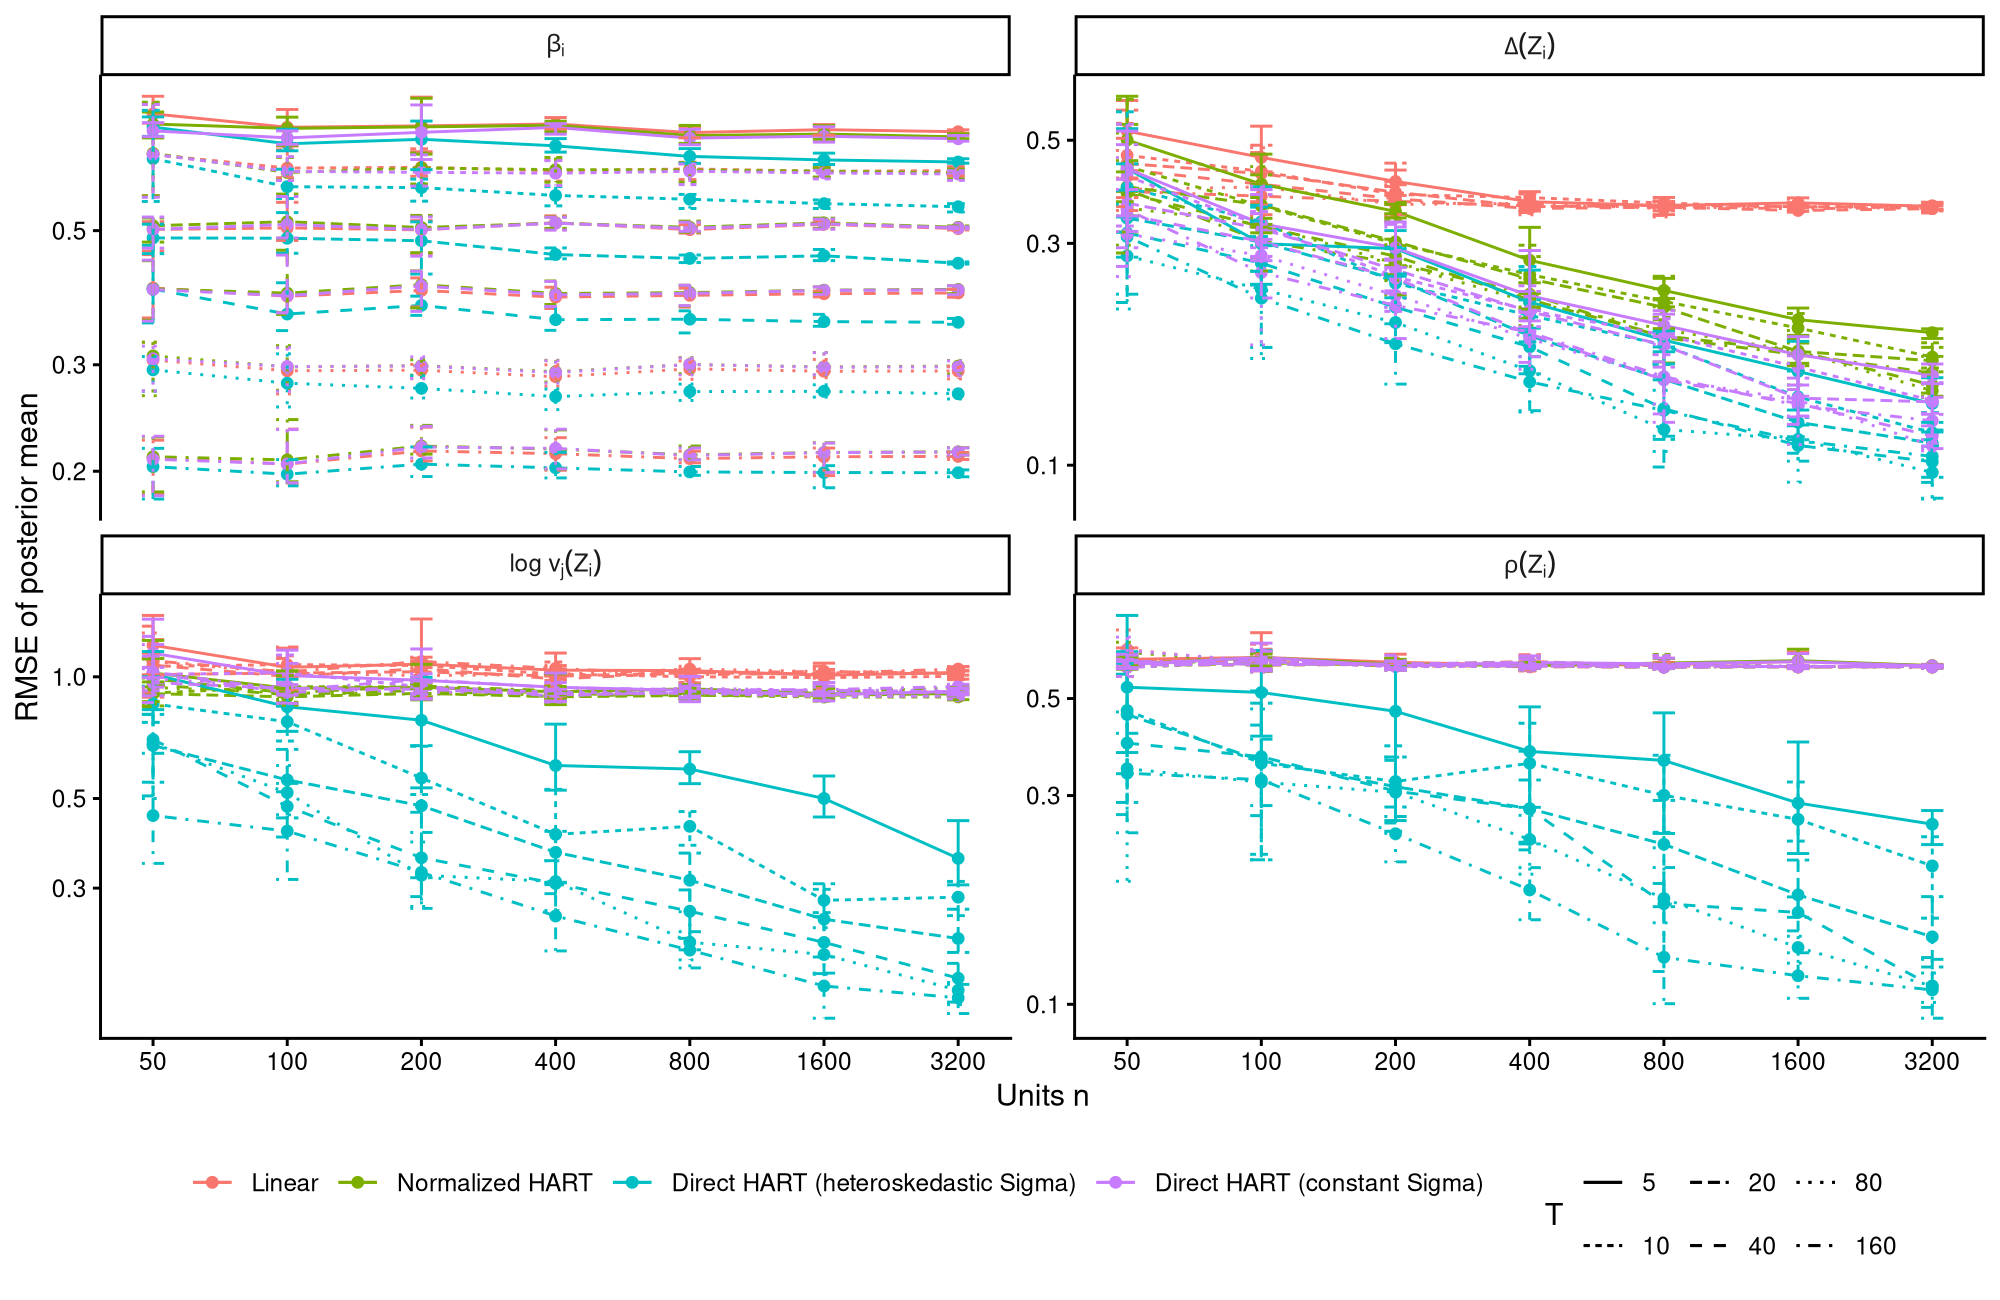 βi
Δ(Zi)
0.5
0.3
0.2
0.5
0.3
0.1
RMSE of posterior mean
log vj(Zi)
ρ(Zi)
1.0
0.5
0.3
0.5
0.3
0.1
50 100 200 400 800 1600 3200
50 100 200 400 800 1600 3200
Units n
Linear Normalized HART Direct HART (heteroskedastic Sigma) Direct HART (constant Sigma)
T
5 20 80
10 40 160